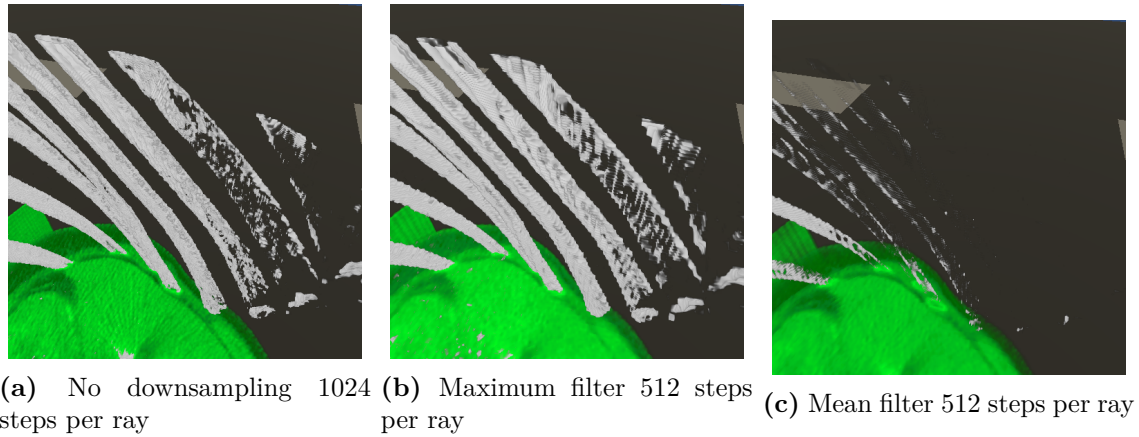 (a) No downsampling 1024
steps per ray
(b) Maximum filter 512 steps
per ray
(c) Mean filter 512 steps per ray